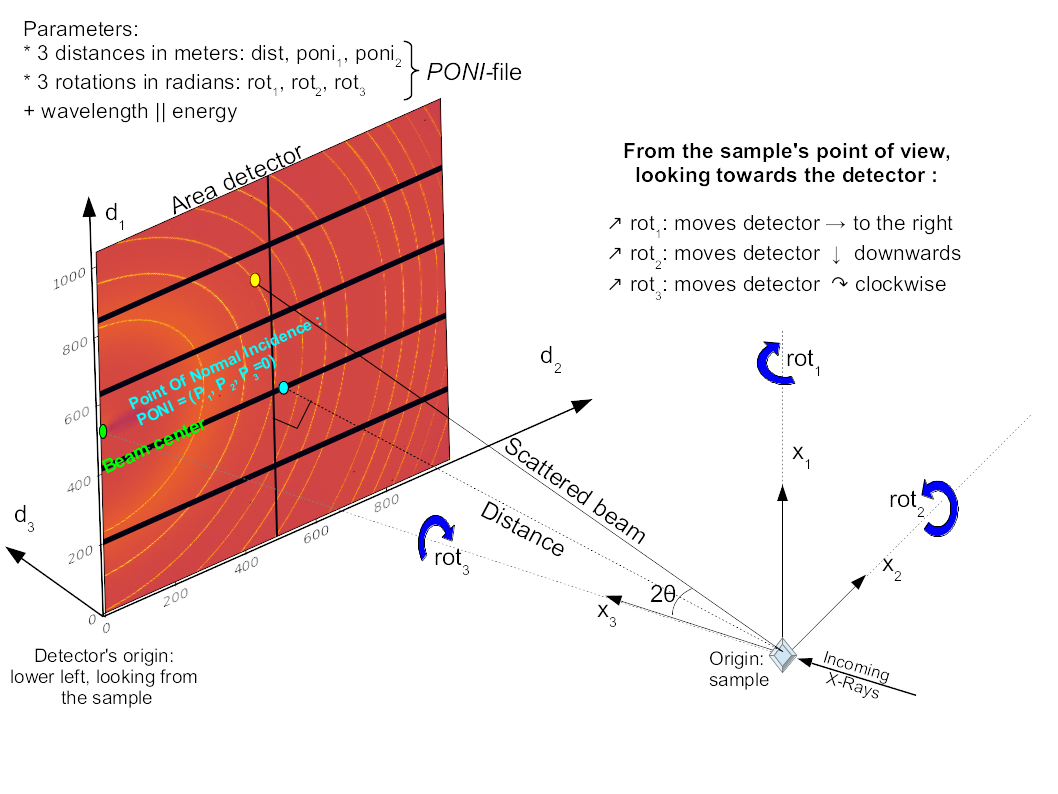 Parameters:
* 3 distances in meters: dist, poni₁, poni₂
* 3 rotations in radians: rot₁, rot₂, rot₃
PONI-file
+ wavelength || energy
Area detector
From the sample's point of view,
looking towards the detector :
↗ rot₁: moves detector → to the right
↗ rot₂: moves detector ↓ downwards
↗ rot₃: moves detector ↷ clockwise
d₁
1000
800
600
400
200
0
Point Of Normal Incidence :
PONI = (P₁, P₂, P₃=0)
Beam center
d₃
d₂
0
200
400
600
800
Scattered beam
Distance
rot₃
rot₁
x₁
rot₂
x₂
2θ
x₃
Origin:
sample
Incoming
X-Rays
Detector's origin:
lower left, looking from
the sample